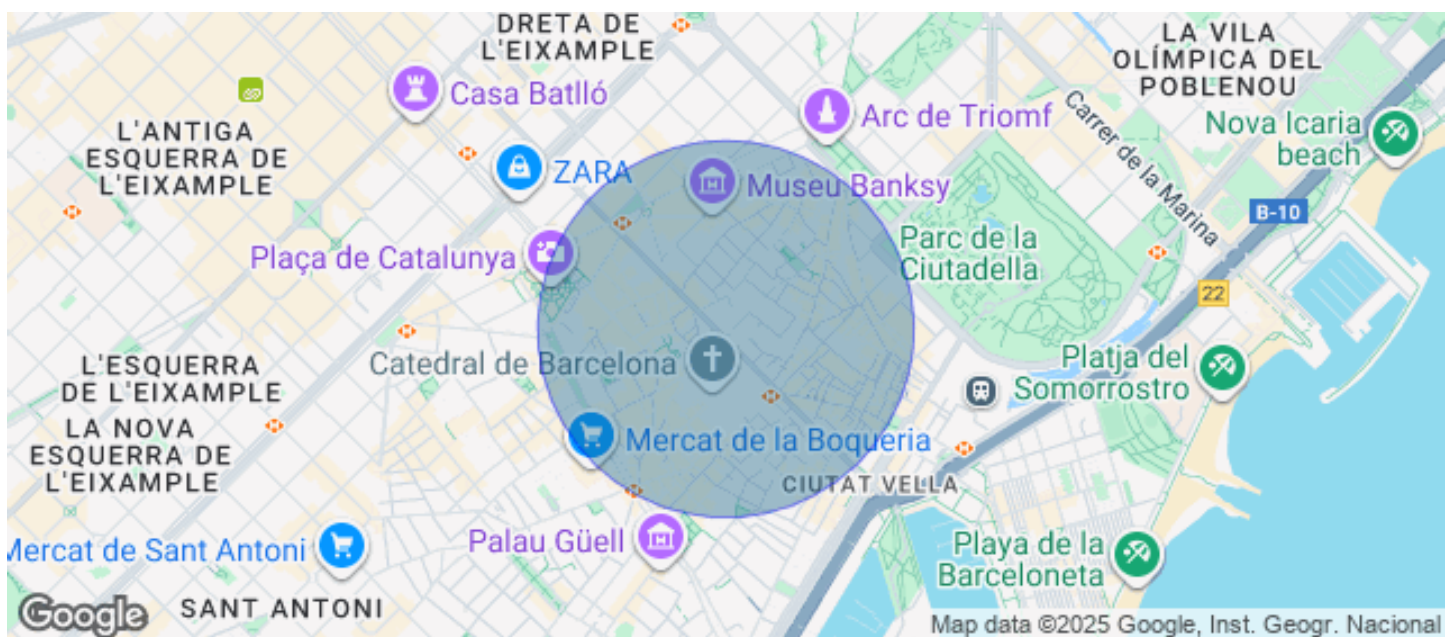 DRETA DE
L'EIXAMPLE
LA VILA
OLÍMPICA DEL
POBLENOU
Casa Batlló
Arc de Triomf
Carrer de la Marina
Nova Icaria
beach
L'ANTIGA
ESQUERRA DE
L'EIXAMPLE
ZARA
Museu Banksy
B-10
Plaça de Catalunya
Parc de la
Ciutadella
22
Catedral de Barcelona
L'ESQUERRA
DE L'EIXAMPLE
Platja del
Somorrostro
LA NOVA
ESQUERRA DE
L'EIXAMPLE
Mercat de la Boqueria
CIUTAT VELLA
Mercat de Sant Antoni
Palau Güell
Playa de la
Barceloneta
Google
SANT ANTONI
Map data ©2025 Google, Inst. Geogr. Nacional